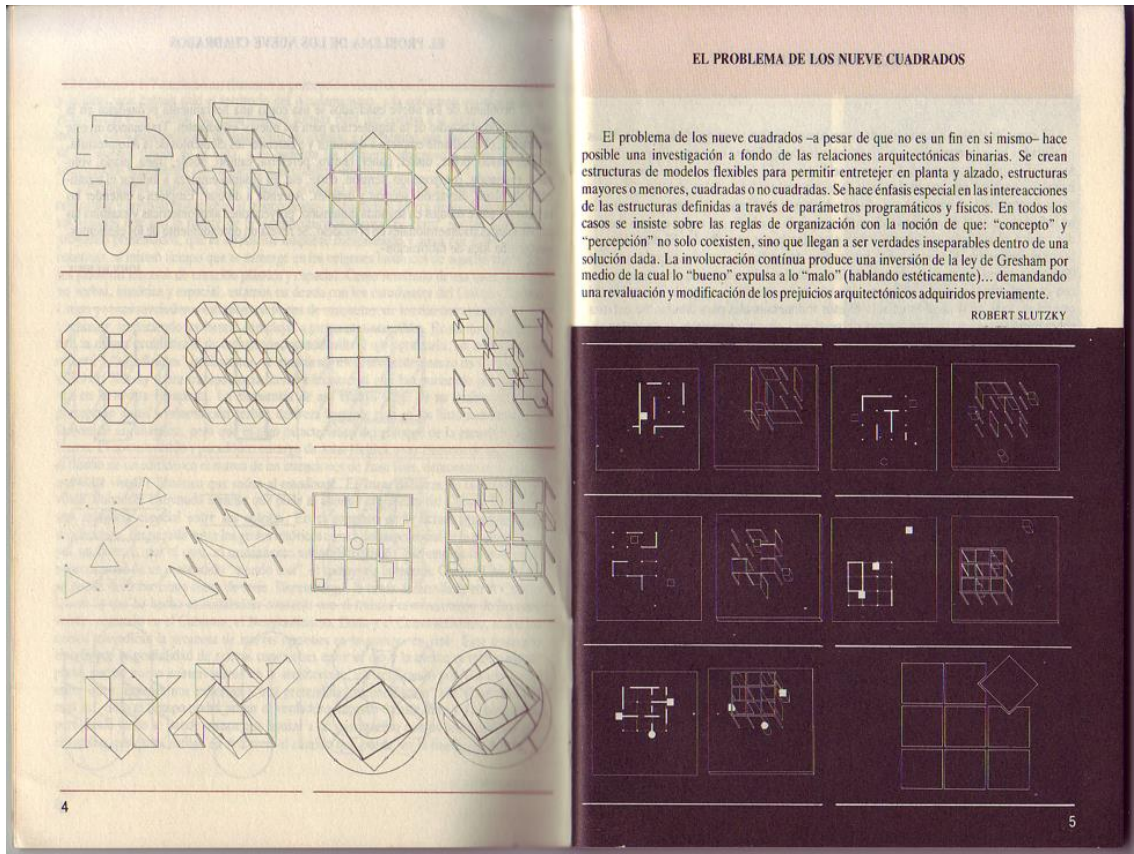 4
EL PROBLEMA DE LOS NUEVE CUADRADOS
El problema de los nueve cuadrados –a pesar de que no es un fin en si mismo– hace
posible una investigación a fondo de las relaciones arquitectónicas binarias. Se crean
estructuras de modelos flexibles para permitir entretejer en planta y alzado, estructuras
mayores o menores, cuadradas o no cuadradas. Se hace énfasis especial en las intereacciones
de las estructuras definidas a través de parámetros programáticos y físicos. En todos los
casos se insiste sobre las reglas de organización con la noción de que: “concepto” y
“percepción” no solo coexisten, sino que llegan a ser verdades inseparables dentro de una
solución dada. La involucración contínua produce una inversión de la ley de Gresham por
medio de la cual lo “bueno” expulsa a lo “malo” (hablando estéticamente)... demandando
una revaluación y modificación de los prejuicios arquitectónicos adquiridos previamente.
ROBERT SLUTZKY
5